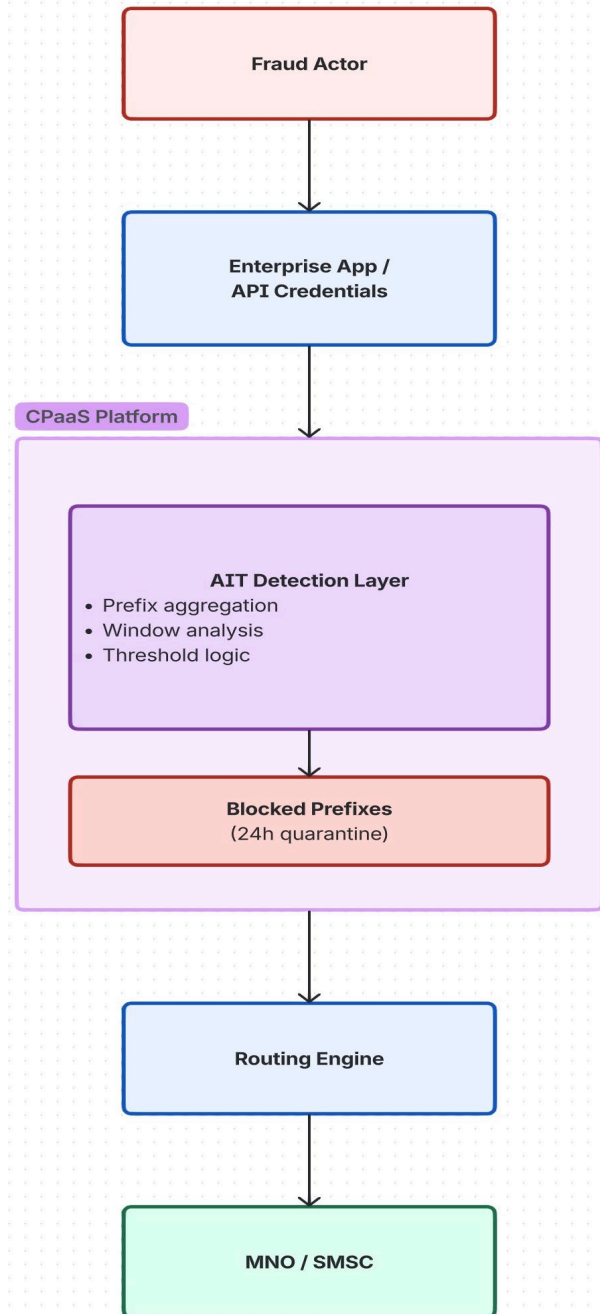 Fraud Actor
Enterprise App /
API Credentials
CPaaS Platform
AIT Detection Layer
• Prefix aggregation
• Window analysis
• Threshold logic
Blocked Prefixes
(24h quarantine)
Routing Engine
MNO / SMSC